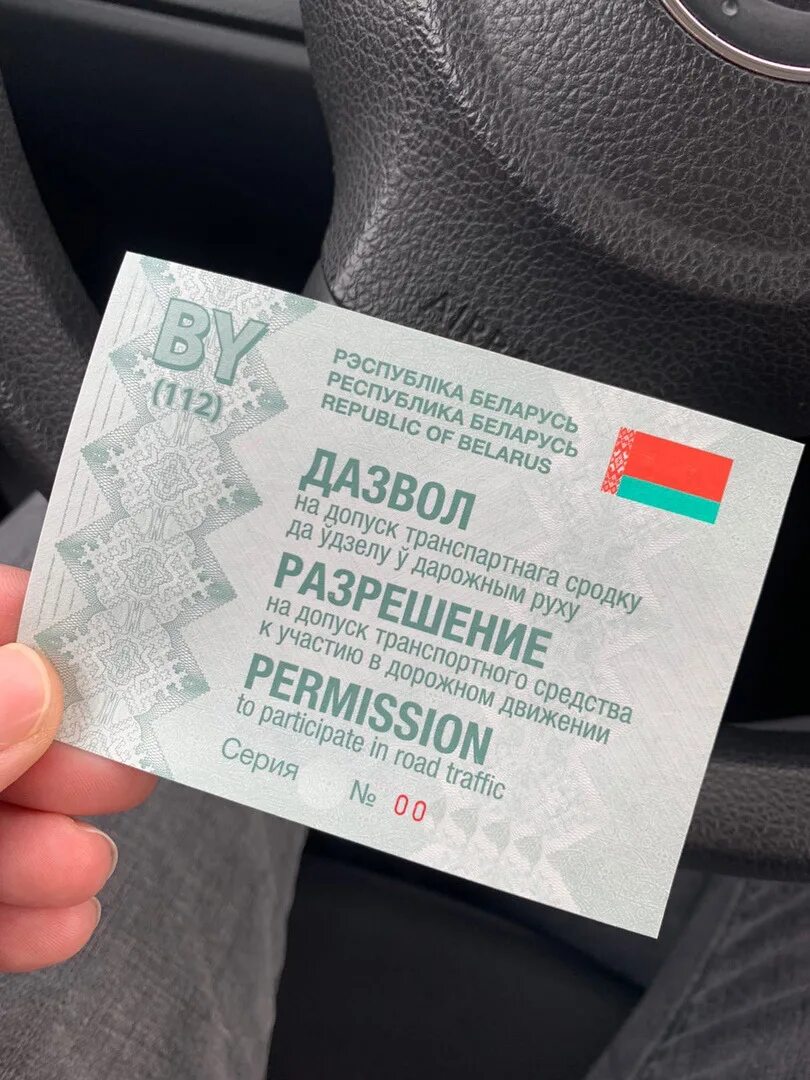 BY
(112)
РЭСПУБЛІКА БЕЛАРУСЬ
РЕСПУБЛИКА БЕЛАРУСЬ
REPUBLIC OF BELARUS
ДАЗВОЛ
на допуск транспартнага сродку
да ўдзелу ў дарожным руху
РАЗРЕШЕНИЕ
на допуск транспортного средства
к участию в дорожном движении
PERMISSION
to participate in road traffic
Серия № 00